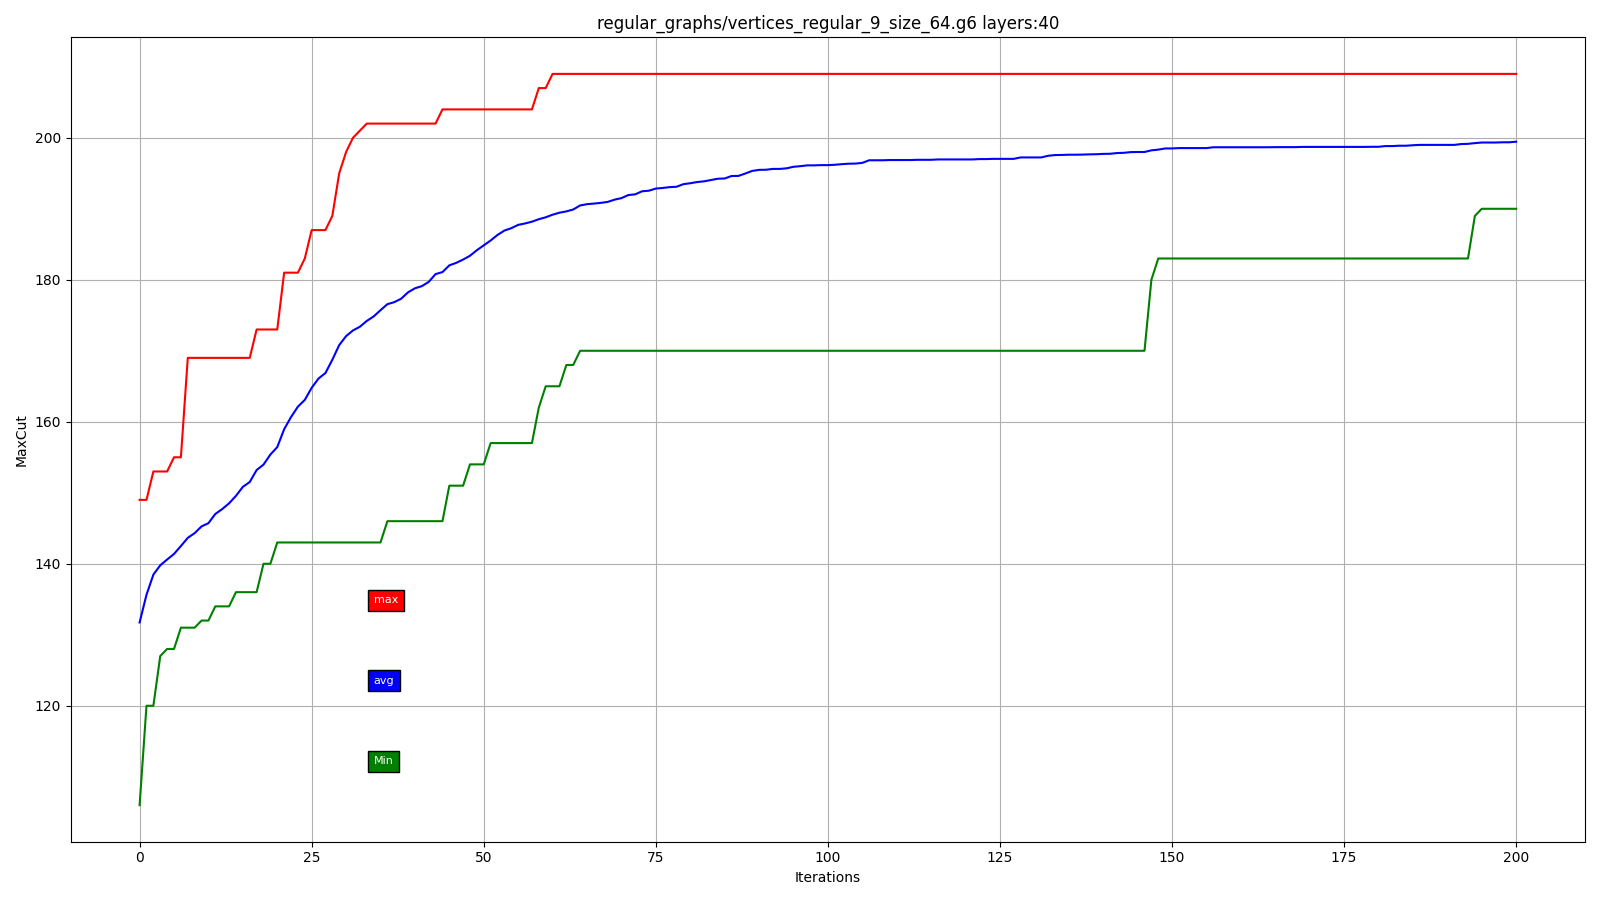 regular_graphs/vertices_regular_9_size_64.g6 layers:40
MaxCut
200
180
160
140
120
max
avg
Min
0 25 50 75 100 125 150 175 200
Iterations